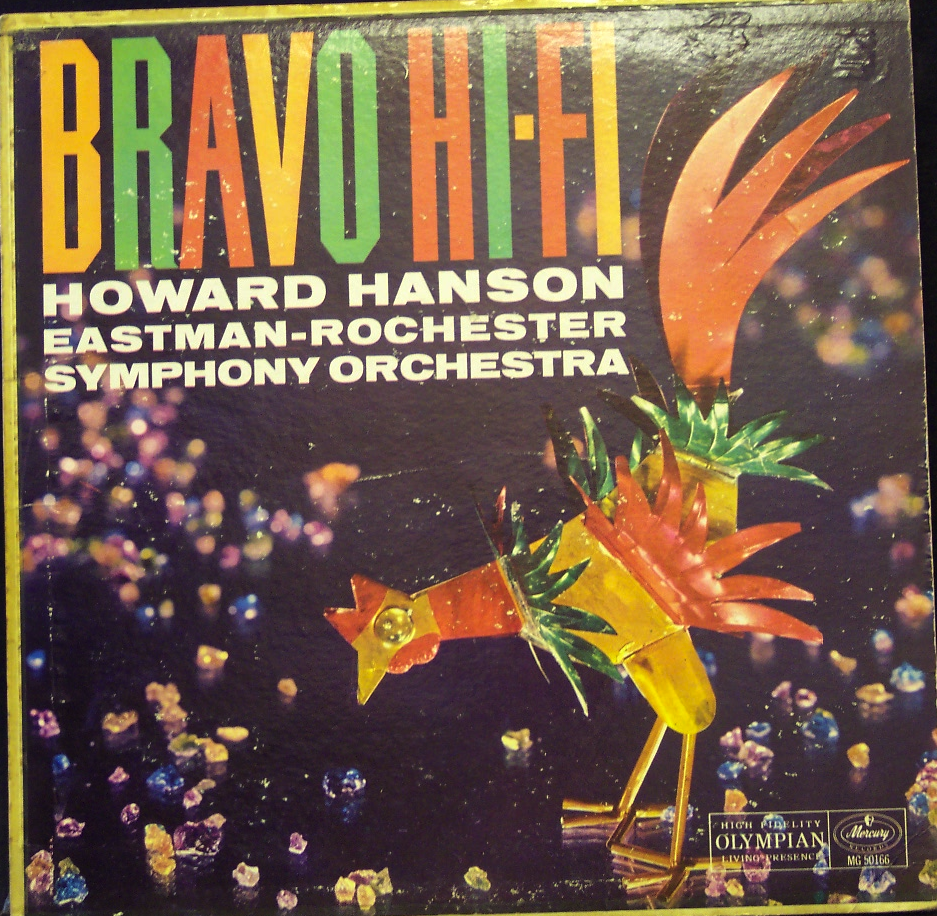 BRAVO HI-FI
HOWARD HANSON
EASTMAN-ROCHESTER
SYMPHONY ORCHESTRA
HIGH FIDELITY
OLYMPIAN
LIVING PRESENCE
Mercury
RECORDS
MG 50166